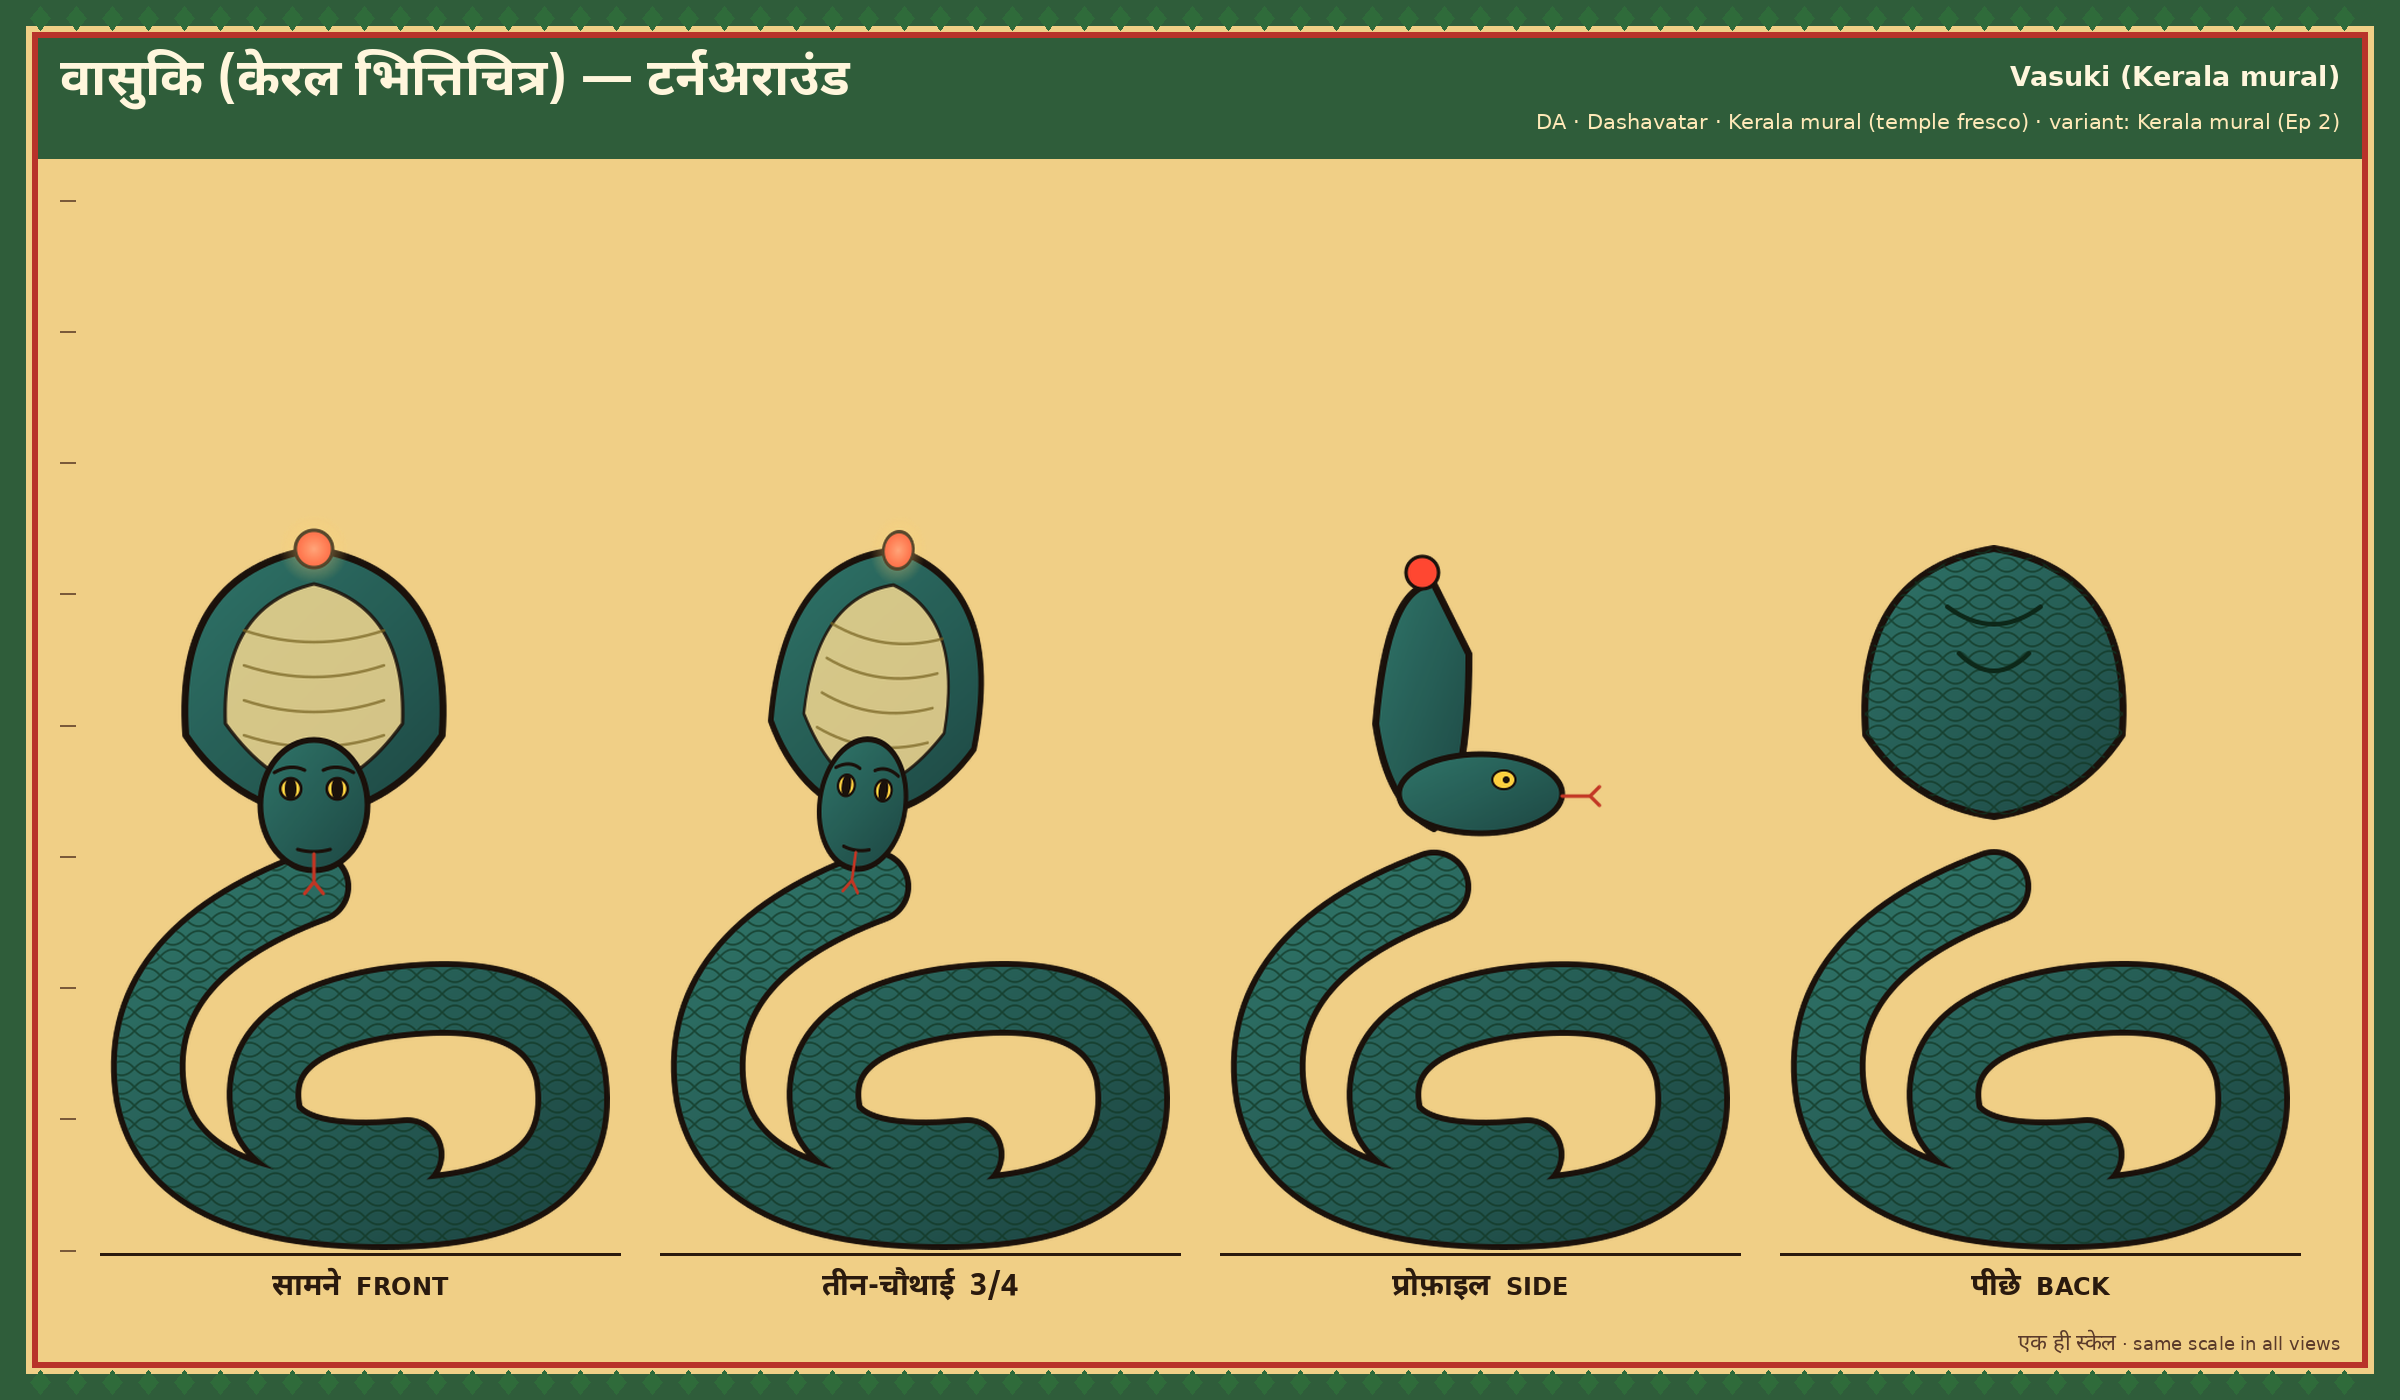 वासुकि (केरल भित्तिचित्र) — टर्नअराउंड
Vasuki (Kerala mural)
DA · Dashavatar · Kerala mural (temple fresco) · variant: Kerala mural (Ep 2)
सामने FRONT
तीन-चौथाई 3/4
प्रोफ़ाइल SIDE
पीछे BACK
एक ही स्केल · same scale in all views